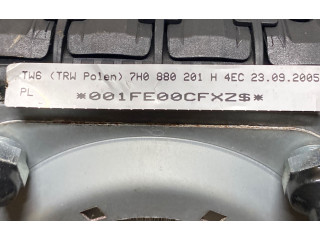 TW6 (TRW Polen) 7H0 880 201 H 4EC 23.09.2005
PL *001FE00CFXZ$*